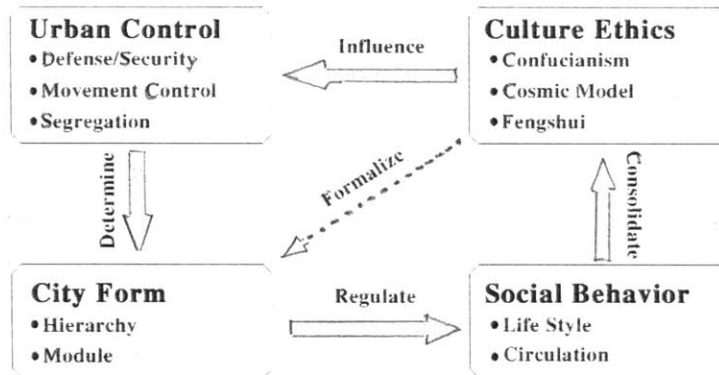 Urban Control
• Defense/Security
• Movement Control
• Segregation
Influence
Culture Ethics
• Confucianism
• Cosmic Model
• Fengshui
Determine
Formalize
Consolidate
City Form
• Hierarchy
• Module
Regulate
Social Behavior
• Life Style
• Circulation